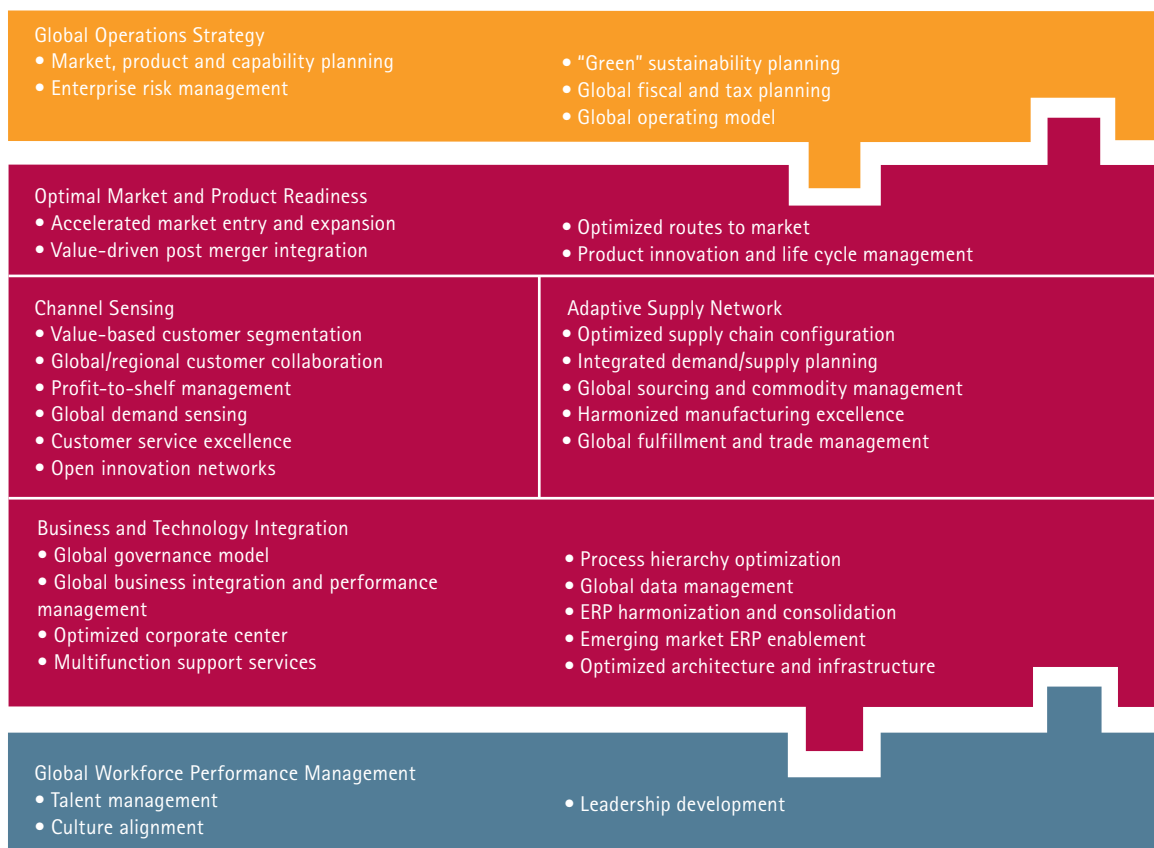 Global Operations Strategy
• Market, product and capability planning
• Enterprise risk management
• “Green” sustainability planning
• Global fiscal and tax planning
• Global operating model
Optimal Market and Product Readiness
• Accelerated market entry and expansion
• Value-driven post merger integration
• Optimized routes to market
• Product innovation and life cycle management
Channel Sensing
• Value-based customer segmentation
• Global/regional customer collaboration
• Profit-to-shelf management
• Global demand sensing
• Customer service excellence
• Open innovation networks
Adaptive Supply Network
• Optimized supply chain configuration
• Integrated demand/supply planning
• Global sourcing and commodity management
• Harmonized manufacturing excellence
• Global fulfillment and trade management
Business and Technology Integration
• Global governance model
• Global business integration and performance
management
• Optimized corporate center
• Multifunction support services
• Process hierarchy optimization
• Global data management
• ERP harmonization and consolidation
• Emerging market ERP enablement
• Optimized architecture and infrastructure
Global Workforce Performance Management
• Talent management
• Culture alignment
• Leadership development